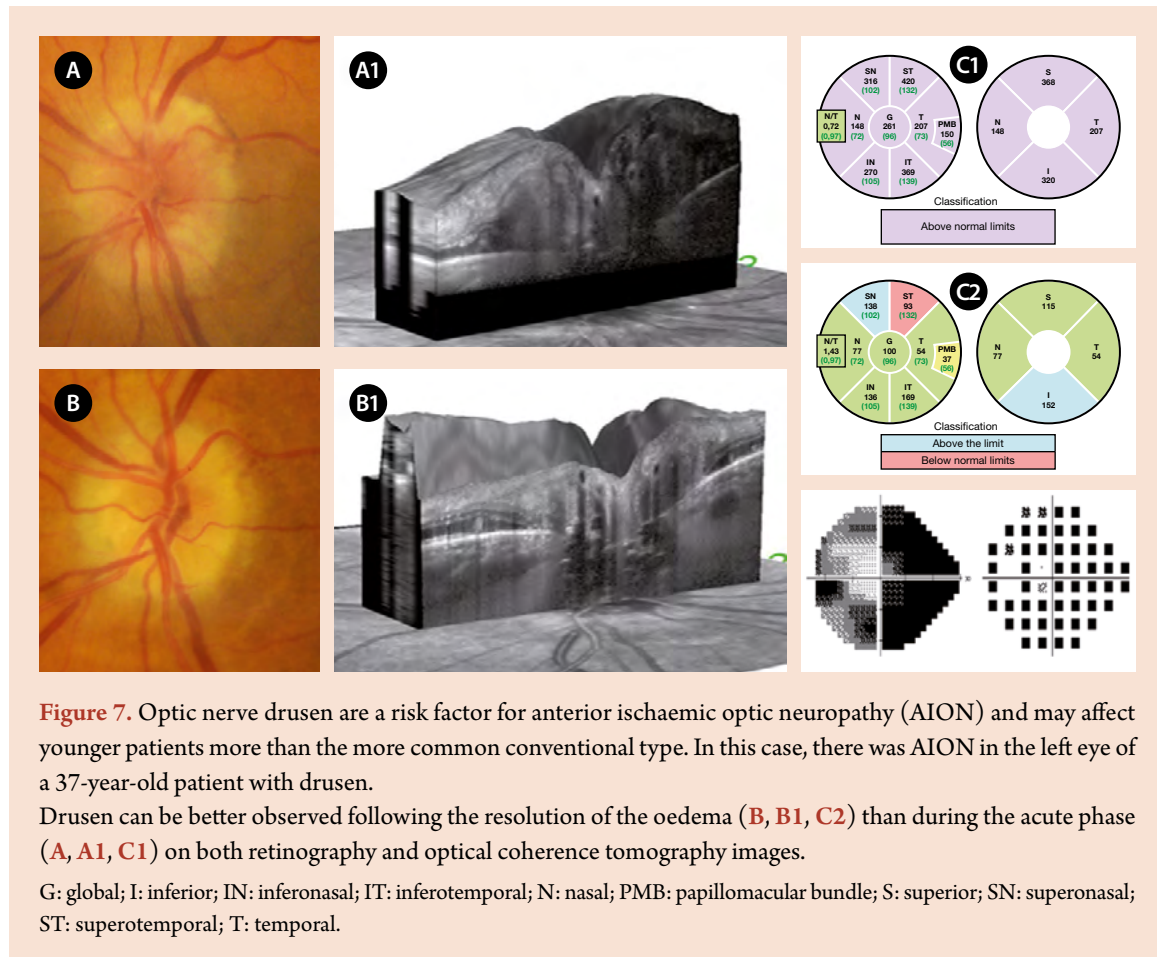 A
A1
C1
SN
316
(102)
ST
420
(132)
N/T
0,72
(0,97)
N
148
(72)
G
261
(96)
T
207
(73)
PMB
150
(56)
IN
270
(105)
IT
369
(139)
S
368
N
148
T
207
I
320
Classification
Above normal limits
C2
SN
138
(102)
ST
93
(132)
N/T
1,43
(0,97)
N
77
(72)
G
100
(96)
T
54
(73)
PMB
37
(56)
IN
136
(105)
IT
169
(139)
S
115
N
77
T
54
I
152
Classification
Above the limit
Below normal limits
B
B1
30
Figure 7. Optic nerve drusen are a risk factor for anterior ischaemic optic neuropathy (AION) and may affect
younger patients more than the more common conventional type. In this case, there was AION in the left eye of
a 37-year-old patient with drusen.
Drusen can be better observed following the resolution of the oedema (B, B1, C2) than during the acute phase
(A, A1, C1) on both retinography and optical coherence tomography images.
G: global; I: inferior; IN: inferonasal; IT: inferotemporal; N: nasal; PMB: papillomacular bundle; S: superior; SN: superonasal;
ST: superotemporal; T: temporal.